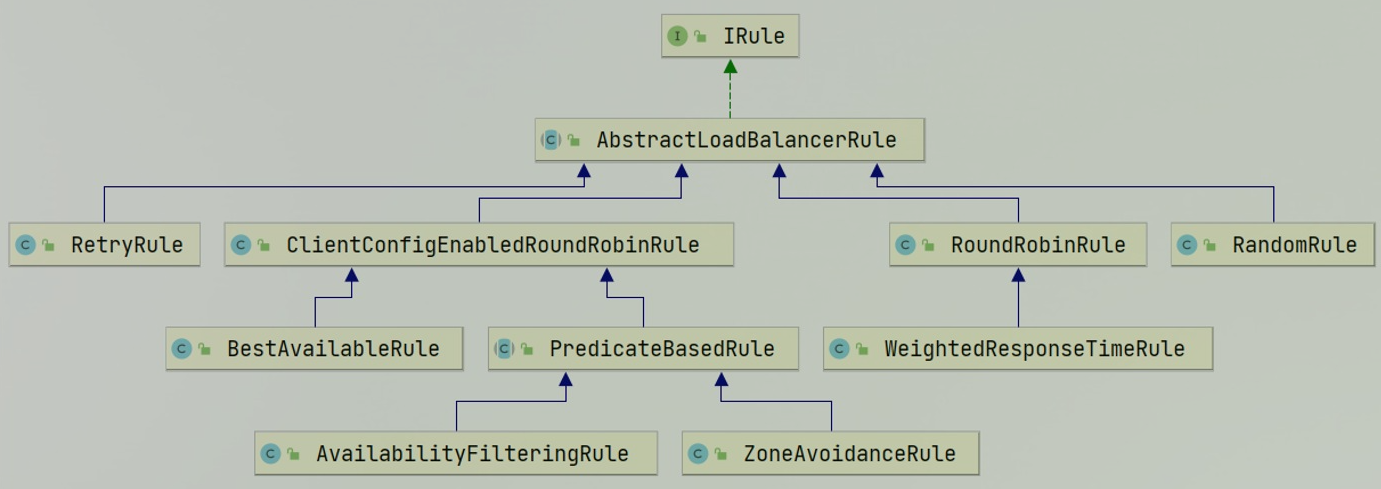 IRule
AbstractLoadBalancerRule
RetryRule
ClientConfigEnabledRoundRobinRule
RoundRobinRule
RandomRule
BestAvailableRule
PredicateBasedRule
WeightedResponseTimeRule
AvailabilityFilteringRule
ZoneAvoidanceRule